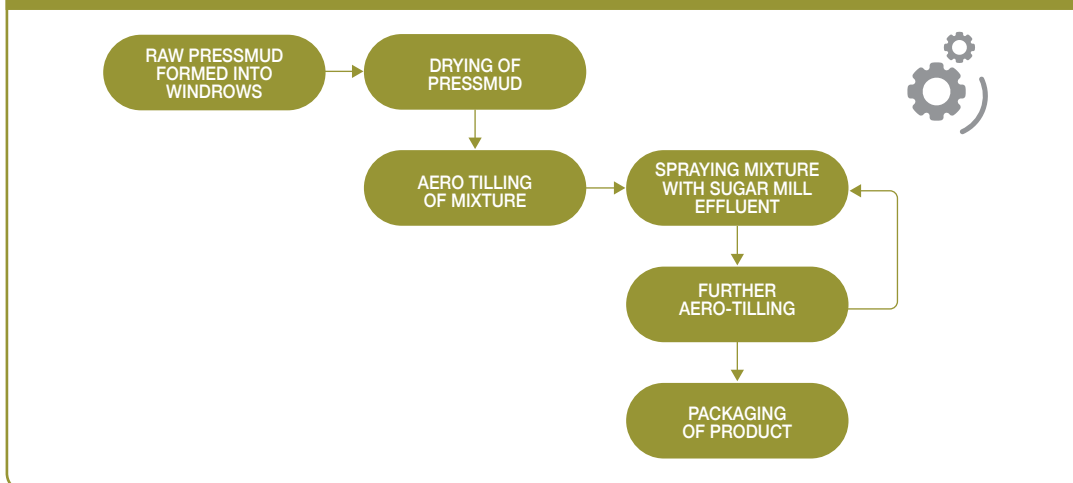 RAW PRESSMUD
FORMED INTO
WINDROWS
DRYING OF
PRESSMUD
AERO TILLING
OF MIXTURE
SPRAYING MIXTURE
WITH SUGAR MILL
EFFLUENT
FURTHER
AERO-TILLING
PACKAGING
OF PRODUCT